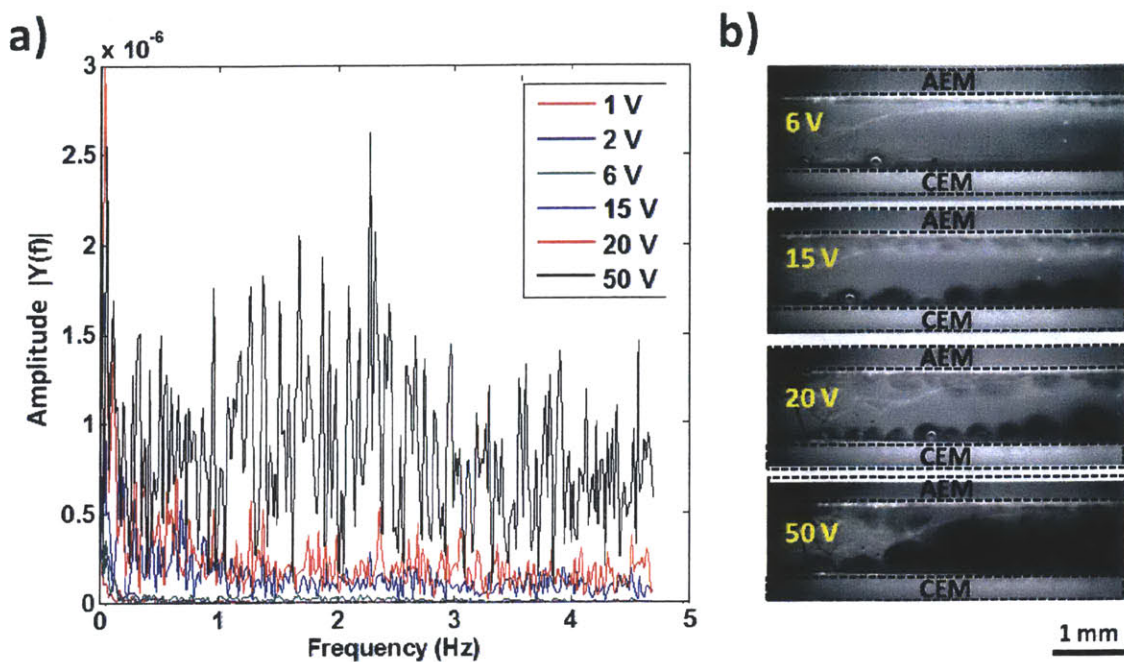 a)
× 10⁻⁶
3
2.5
2
1.5
1
0.5
0
0
1
2
3
4
5
Amplitude |Y(f)|
Frequency (Hz)
1 V
2 V
6 V
15 V
20 V
50 V
b)
AEM
6 V
CEM
AEM
15 V
CEM
AEM
20 V
CEM
AEM
50 V
CEM
1 mm